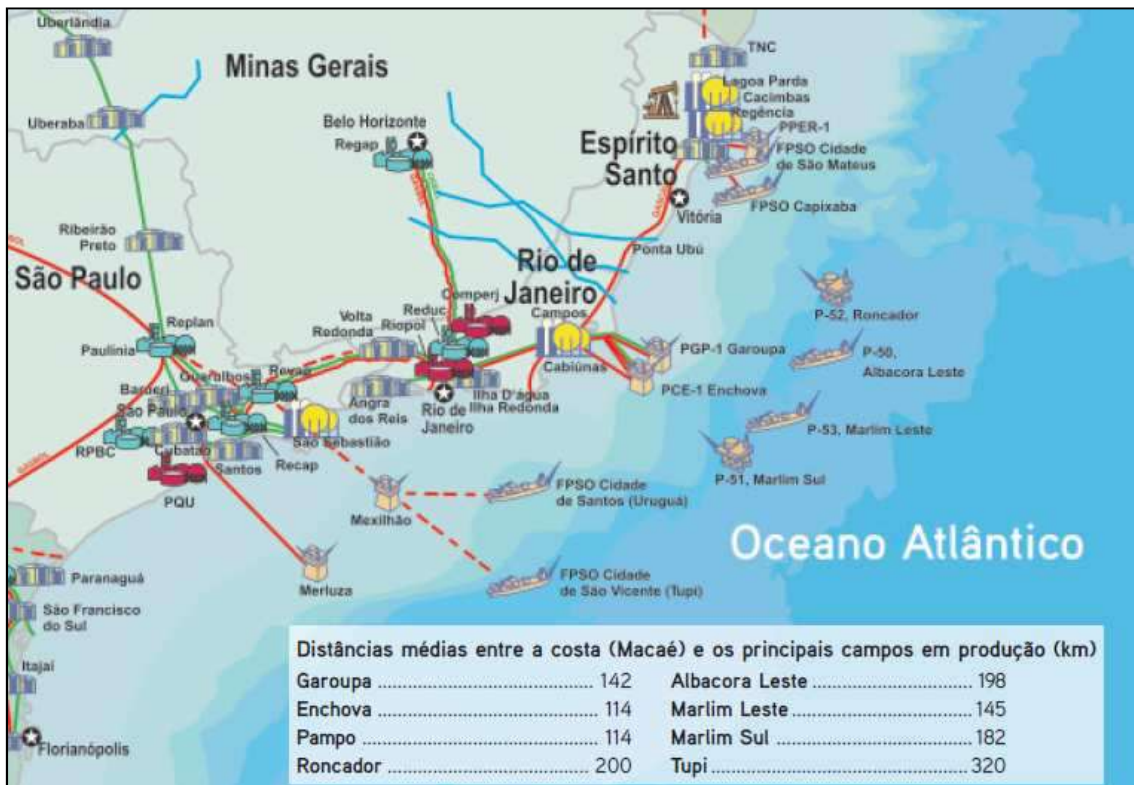 Uberlândia
TNC
Minas Gerais
Lagoa Parda
Cacimbas
Regência
Uberaba
Belo Horizonte
Regap
PPER-1
Espírito
Santo
FPSO Cidade
de São Mateus
FPSO Capixaba
Vitória
Ribeirão
Preto
Ponta Ubú
São Paulo
Rio de
Janeiro
Comperj
Reduc
Riopol
Volta
Redonda
Campos
P-52, Roncador
Replan
Paulínia
PGP-1 Garoupa
P-50,
Albacora Leste
Cabiúnas
PCE-1 Enchova
Revap
Barueri
Ilha D'água
Ilha Redonda
Angra
dos Reis
Rio de
Janeiro
P-53, Marlim Leste
São Paulo
São Sebastião
RPBC
Cubatão
Santos
Recap
P-51, Marlim Sul
PQU
GASBOL
FPSO Cidade
de Santos (Uruguá)
Mexilhão
Oceano Atlântico
Merluza
FPSO Cidade
de São Vicente (Tupi)
Paranaguá
São Francisco
do Sul
Itajaí
Florianópolis
Distâncias médias entre a costa (Macaé) e os principais campos em produção (km)
Garoupa ........................................ 142
Enchova ........................................ 114
Pampo ........................................ 114
Roncador ........................................ 200
Albacora Leste ............................. 198
Marlim Leste ................................ 145
Marlim Sul ................................... 182
Tupi ............................................. 320